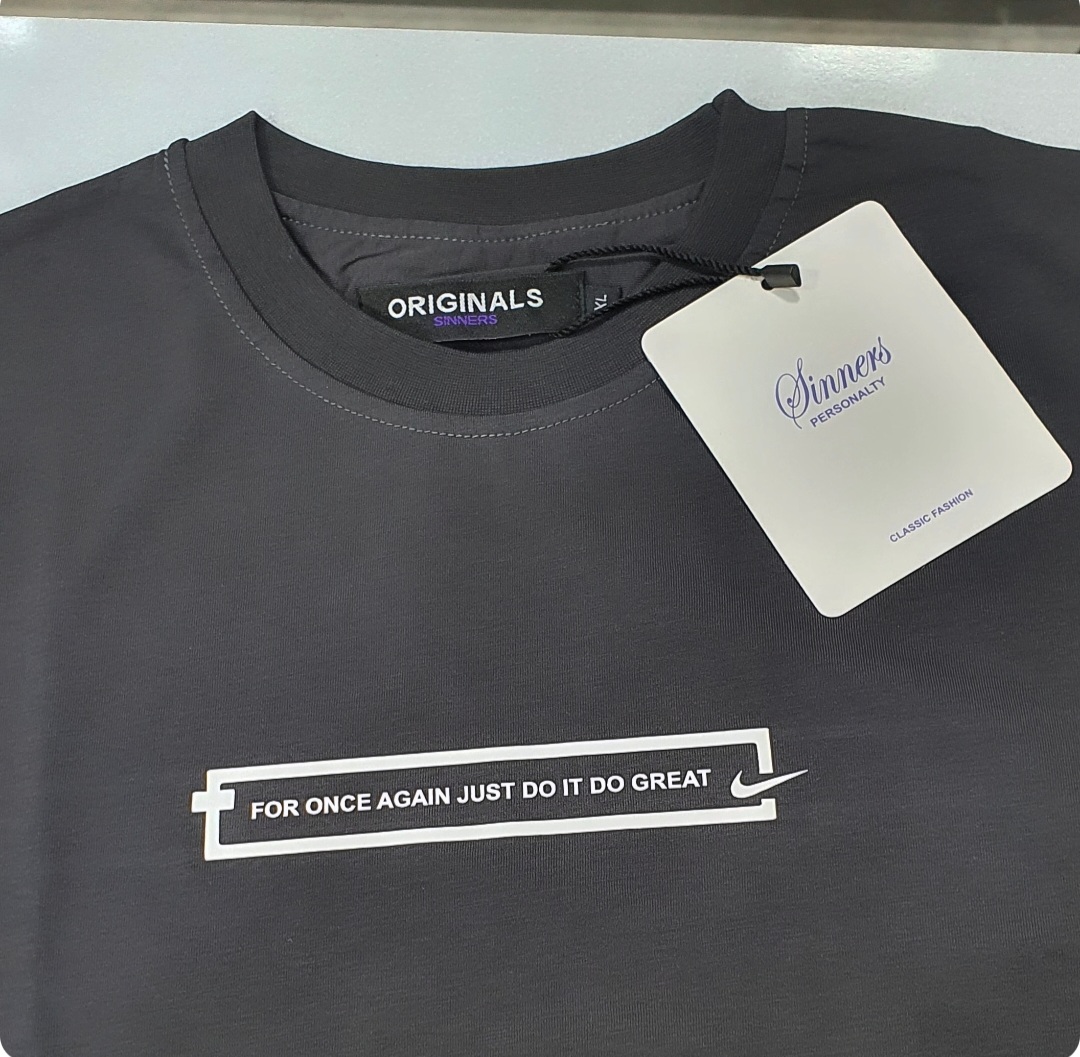 ORIGINALS
SINNERS
XL
Sinners
PERSONALTY
CLASSIC FASHION
FOR ONCE AGAIN JUST DO IT DO GREAT